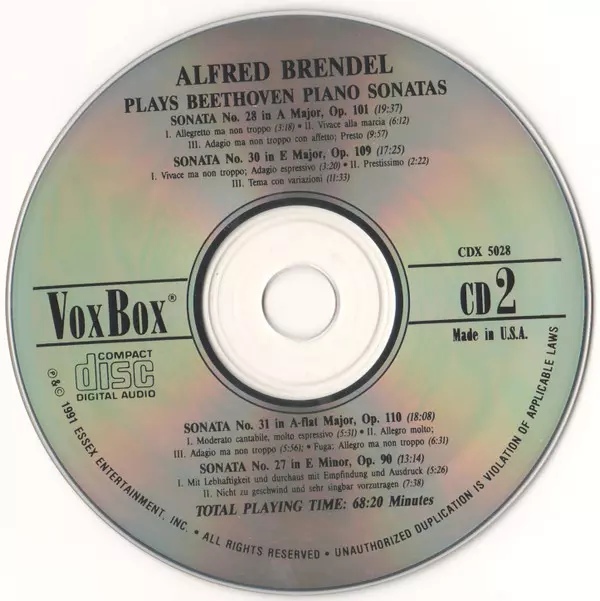 ALFRED BRENDEL
PLAYS BEETHOVEN PIANO SONATAS
SONATA No. 28 in A Major, Op. 101 (19:37)
I. Allegretto ma non troppo (3:18) • II. Vivace alla marcia (6:12)
III. Adagio ma non troppo con affetto; Presto (9:57)
SONATA No. 30 in E Major, Op. 109 (17:25)
I. Vivace ma non troppo; Adagio espressivo (3:20) • II. Prestissimo (2:22)
III. Tema con variazioni (11:33)
CDX 5028
VOXBOX®
CD 2
Made in U.S.A.
COMPACT
disc
DIGITAL AUDIO
SONATA No. 31 in A-flat Major, Op. 110 (18:08)
I. Moderato cantabile, molto espressivo (5:31) • II. Allegro molto;
III. Adagio ma non troppo (5:56); • Fuga; Allegro ma non troppo (6:31)
SONATA No. 27 in E Minor, Op. 90 (13:14)
I. Mit Lebhaftigkeit und durchaus mit Empfindung und Ausdruck (5:26)
II. Nicht zu geschwind und sehr singbar vorzutragen (7:38)
TOTAL PLAYING TIME: 68:20 Minutes
℗ & © 1991 ESSEX ENTERTAINMENT, INC. • ALL RIGHTS RESERVED • UNAUTHORIZED DUPLICATION IS VIOLATION OF APPLICABLE LAWS